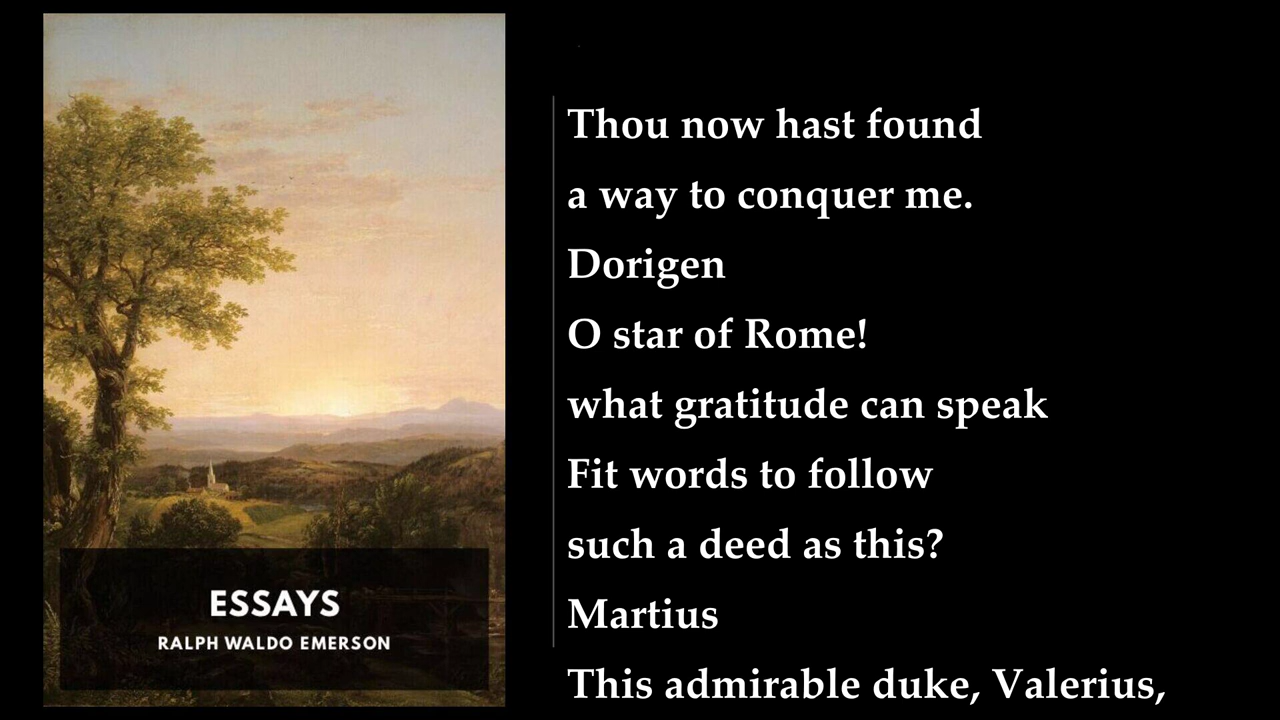 ESSAYS
RALPH WALDO EMERSON
Thou now hast found
a way to conquer me.
Dorigen
O star of Rome!
what gratitude can speak
Fit words to follow
such a deed as this?
Martius
This admirable duke, Valerius,